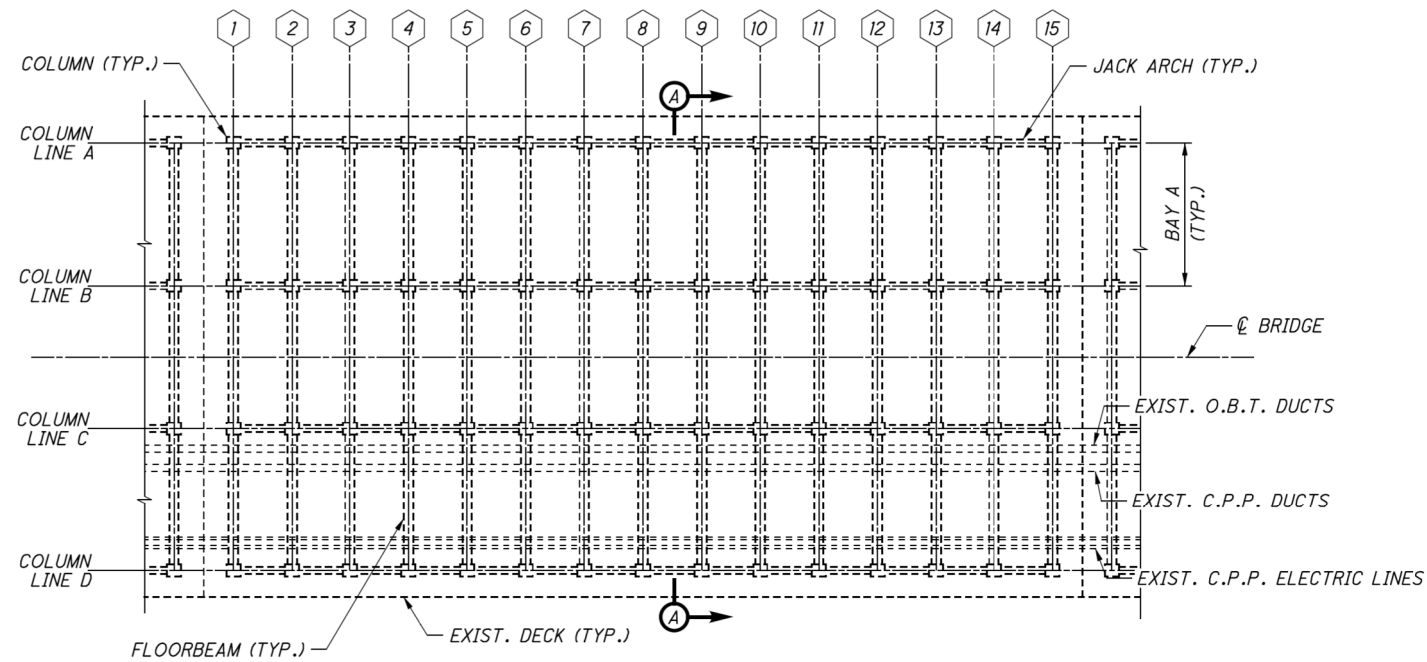 1 2 3 4 5 6 7 8 9 10 11 12 13 14 15
COLUMN (TYP.)
JACK ARCH (TYP.)
A
COLUMN
LINE A
BAY A
(TYP.)
COLUMN
LINE B
℄ BRIDGE
EXIST. O.B.T. DUCTS
COLUMN
LINE C
EXIST. C.P.P. DUCTS
COLUMN
LINE D
EXIST. C.P.P. ELECTRIC LINES
A
EXIST. DECK (TYP.)
FLOORBEAM (TYP.)